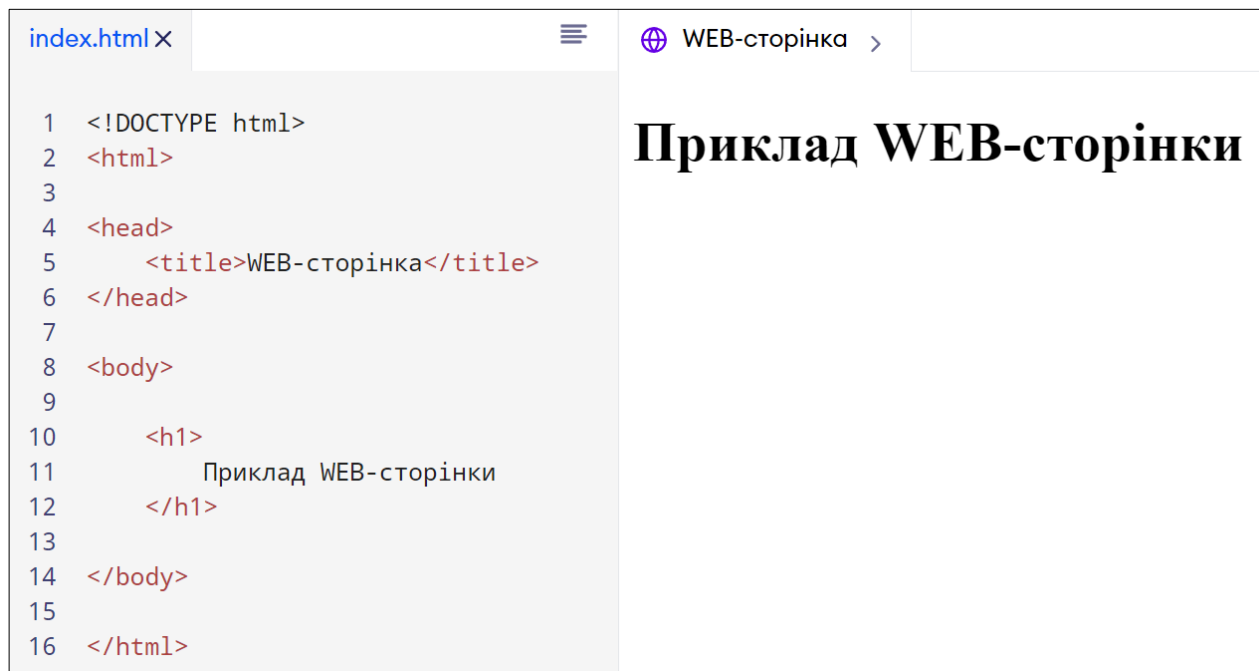 index.html
WEB-сторінка
1 <!DOCTYPE html>
2 <html>
3
4 <head>
5 <title>WEB-сторінка</title>
6 </head>
7
8 <body>
9
10 <h1>
11 Приклад WEB-сторінки
12 </h1>
13
14 </body>
15
16 </html>
Приклад WEB-сторінки